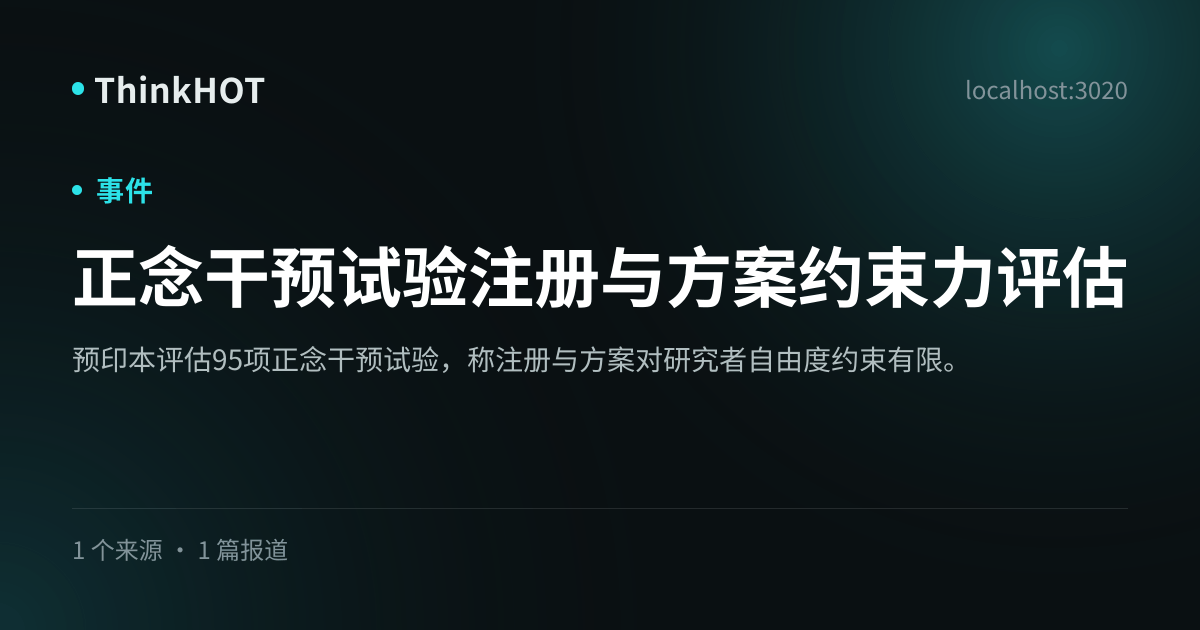 ThinkHOT
localhost:3020
事件
正念干预试验注册与方案约束力评估
预印本评估95项正念干预试验，称注册与方案对研究者自由度约束有限。
1 个来源 · 1 篇报道